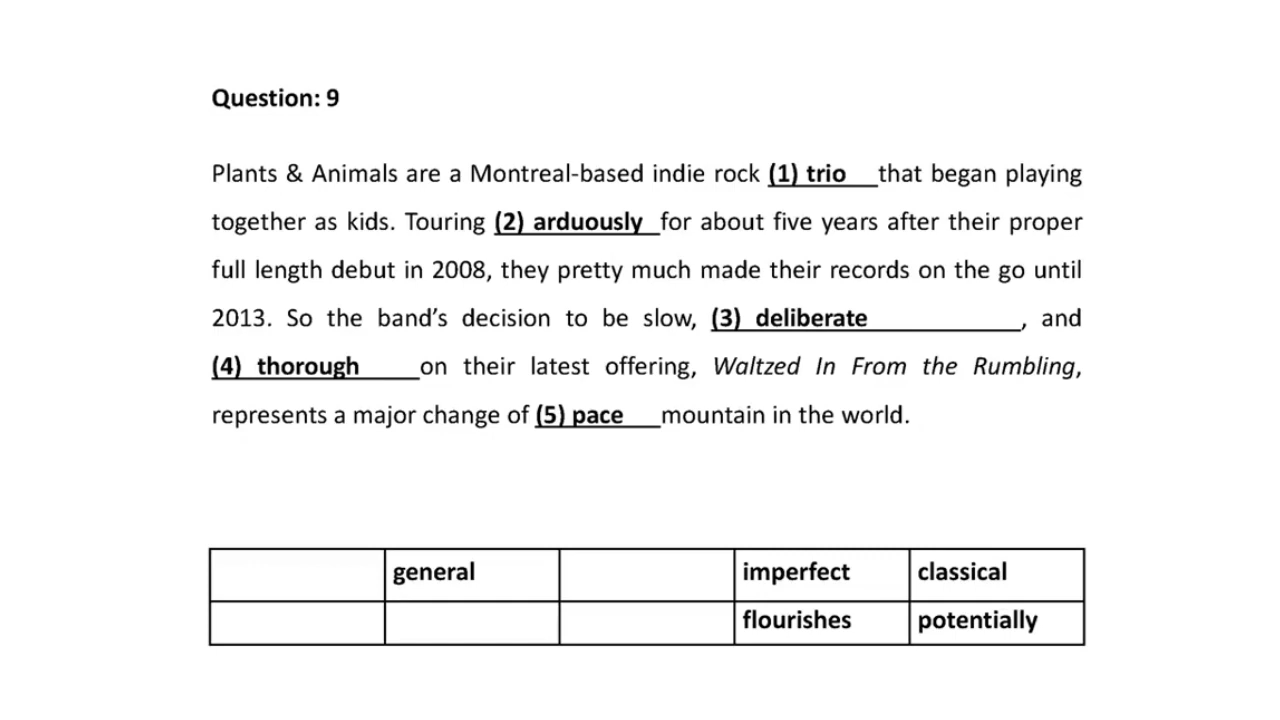 Question: 9
Plants & Animals are a Montreal-based indie rock (1) trio that began playing
together as kids. Touring (2) arduously for about five years after their proper
full length debut in 2008, they pretty much made their records on the go until
2013. So the band’s decision to be slow, (3) deliberate , and
(4) thorough on their latest offering, Waltzed In From the Rumbling,
represents a major change of (5) pace mountain in the world.
general imperfect classical
flourishes potentially